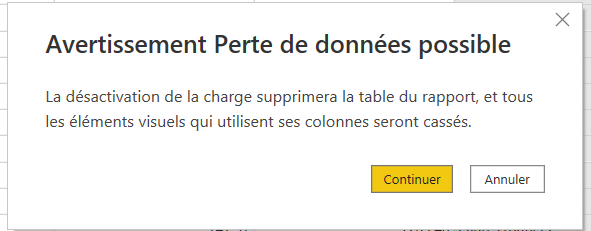 Avertissement Perte de données possible
La désactivation de la charge supprimera la table du rapport, et tous
les éléments visuels qui utilisent ses colonnes seront cassés.
Continuer
Annuler